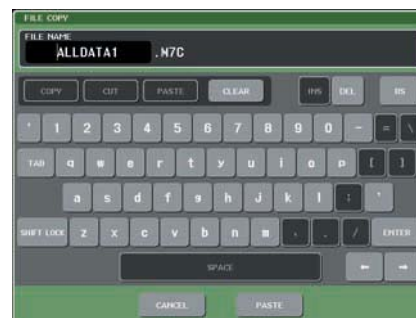 FILE COPY
FILE NAME
ALLDATA1 .M7C
COPY CUT PASTE CLEAR INS DEL BS
' 1 2 3 4 5 6 7 8 9 0 - = \
TAB q w e r t y u i o p [ ]
a s d f g h j k l ; '
SHIFT LOCK z x c v b n m , . / ENTER
SPACE ← →
CANCEL PASTE